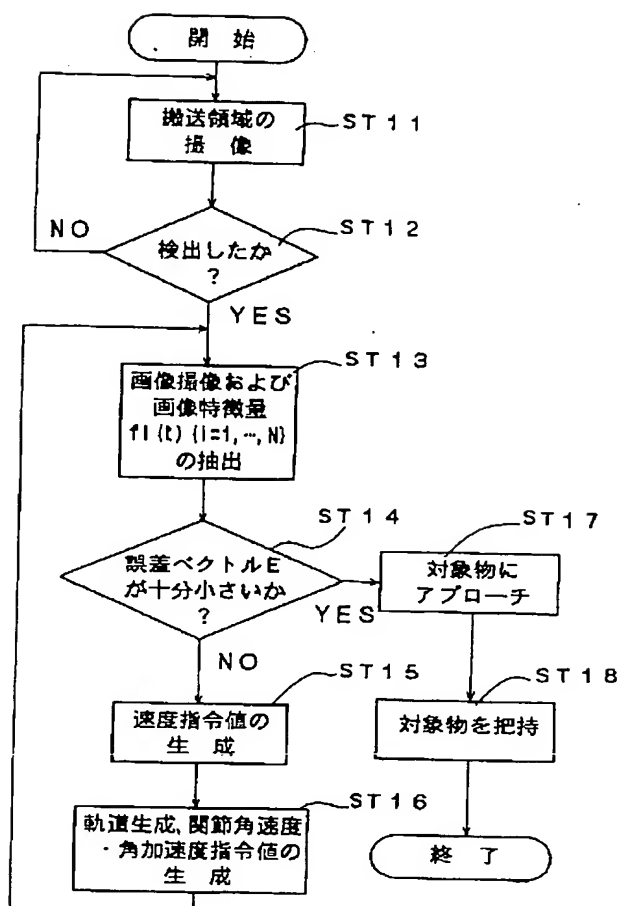 開 始
搬送領域の
撮 像
ST11
NO
検出したか
?
ST12
YES
画像撮像および
画像特徴量
fi(t) {i=1,…,N}
の抽出
ST13
誤差ベクトルE
が十分小さいか
?
ST14
YES
NO
対象物に
アプローチ
ST17
速度指令値の
生 成
ST15
対象物を把持
ST18
軌道生成、関節角速度
・角加速度指令値の
生 成
ST16
終 了